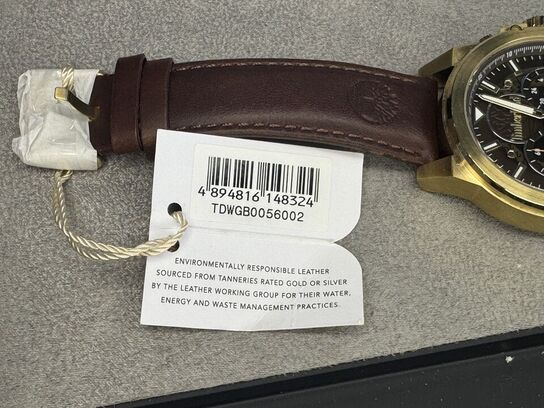 4 894816 148324
TDWGB0056002
ENVIRONMENTALLY RESPONSIBLE LEATHER
SOURCED FROM TANNERIES RATED GOLD OR SILVER
BY THE LEATHER WORKING GROUP FOR THEIR WATER,
ENERGY AND WASTE MANAGEMENT PRACTICES.
24